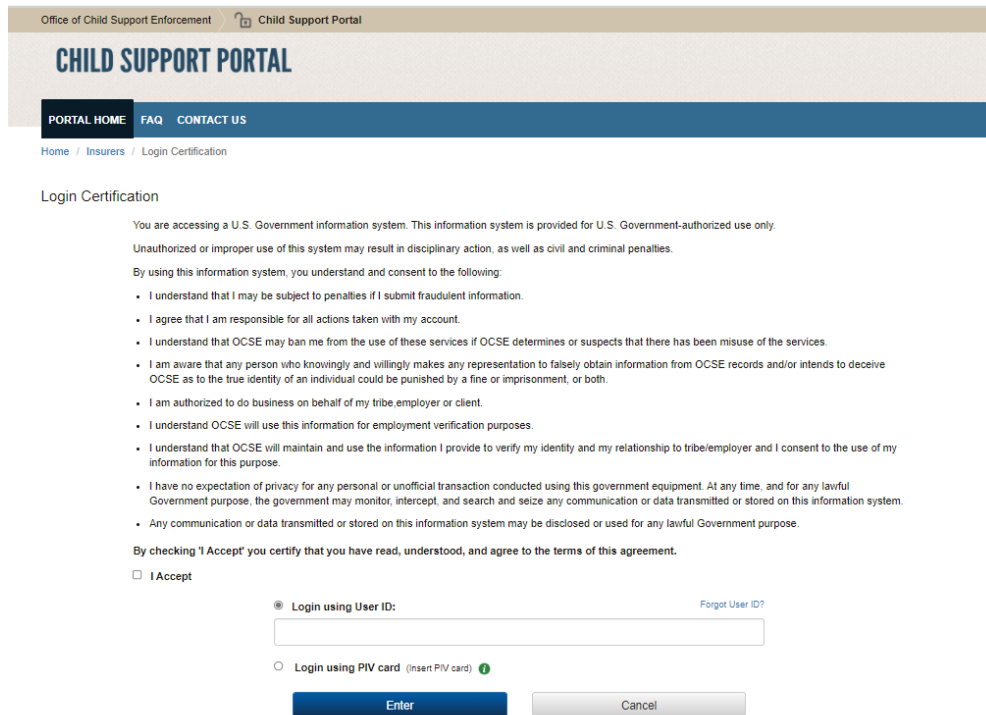 Office of Child Support Enforcement Child Support Portal
CHILD SUPPORT PORTAL
PORTAL HOME FAQ CONTACT US
Home / Insurers / Login Certification
Login Certification
You are accessing a U.S. Government information system. This information system is provided for U.S. Government-authorized use only.
Unauthorized or improper use of this system may result in disciplinary action, as well as civil and criminal penalties.
By using this information system, you understand and consent to the following:
• I understand that I may be subject to penalties if I submit fraudulent information.
• I agree that I am responsible for all actions taken with my account.
• I understand that OCSE may ban me from the use of these services if OCSE determines or suspects that there has been misuse of the services.
• I am aware that any person who knowingly and willingly makes any representation to falsely obtain information from OCSE records and/or intends to deceive
OCSE as to the true identity of an individual could be punished by a fine or imprisonment, or both.
• I am authorized to do business on behalf of my tribe,employer or client.
• I understand OCSE will use this information for employment verification purposes.
• I understand that OCSE will maintain and use the information I provide to verify my identity and my relationship to tribe/employer and I consent to the use of my
information for this purpose.
• I have no expectation of privacy for any personal or unofficial transaction conducted using this government equipment. At any time, and for any lawful
Government purpose, the government may monitor, intercept, and search and seize any communication or data transmitted or stored on this information system.
• Any communication or data transmitted or stored on this information system may be disclosed or used for any lawful Government purpose.
By checking 'I Accept' you certify that you have read, understood, and agree to the terms of this agreement.
I Accept
Login using User ID: Forgot User ID?
Login using PIV card (Insert PIV card) i
Enter Cancel